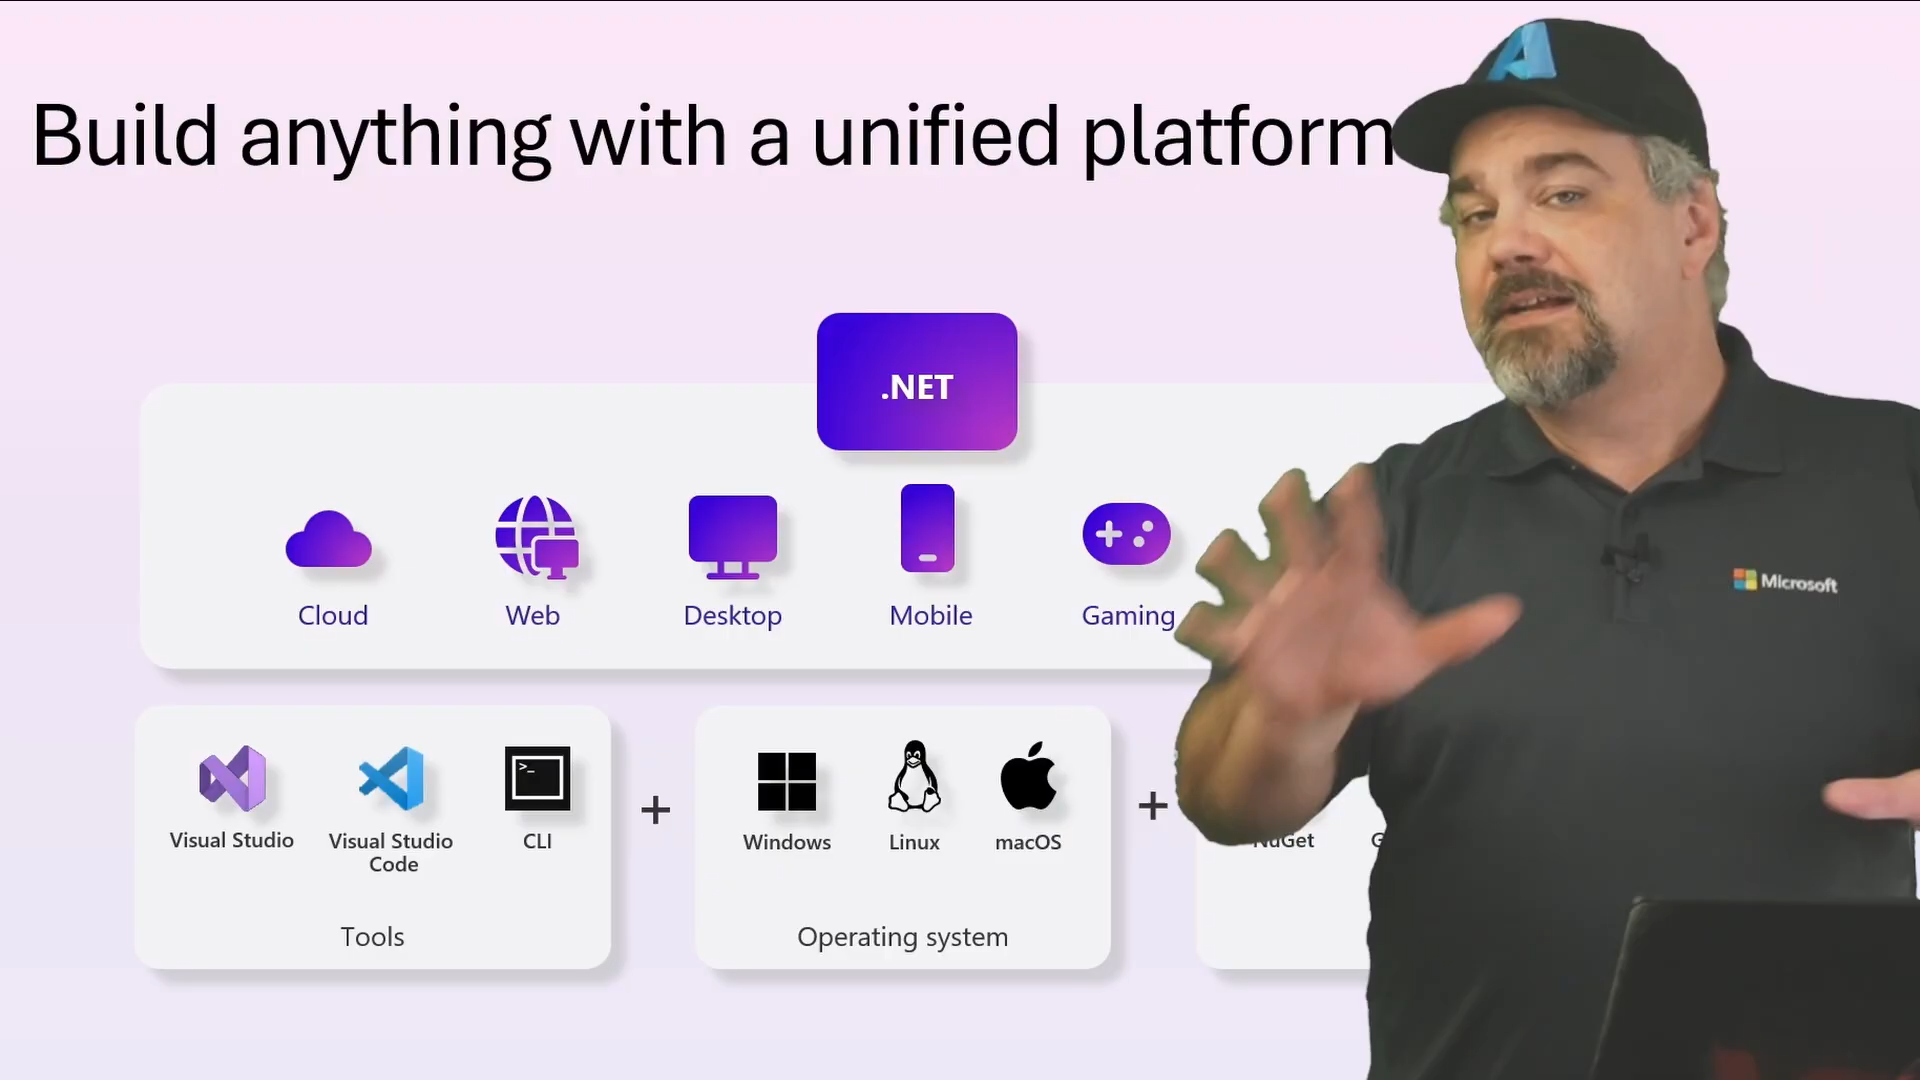 Build anything with a unified platform
.NET
Cloud
Web
Desktop
Mobile
Gaming
Microsoft
>_
Visual Studio
Visual Studio
Code
CLI
+
Windows
Linux
macOS
+
NuGet
Tools
Operating system